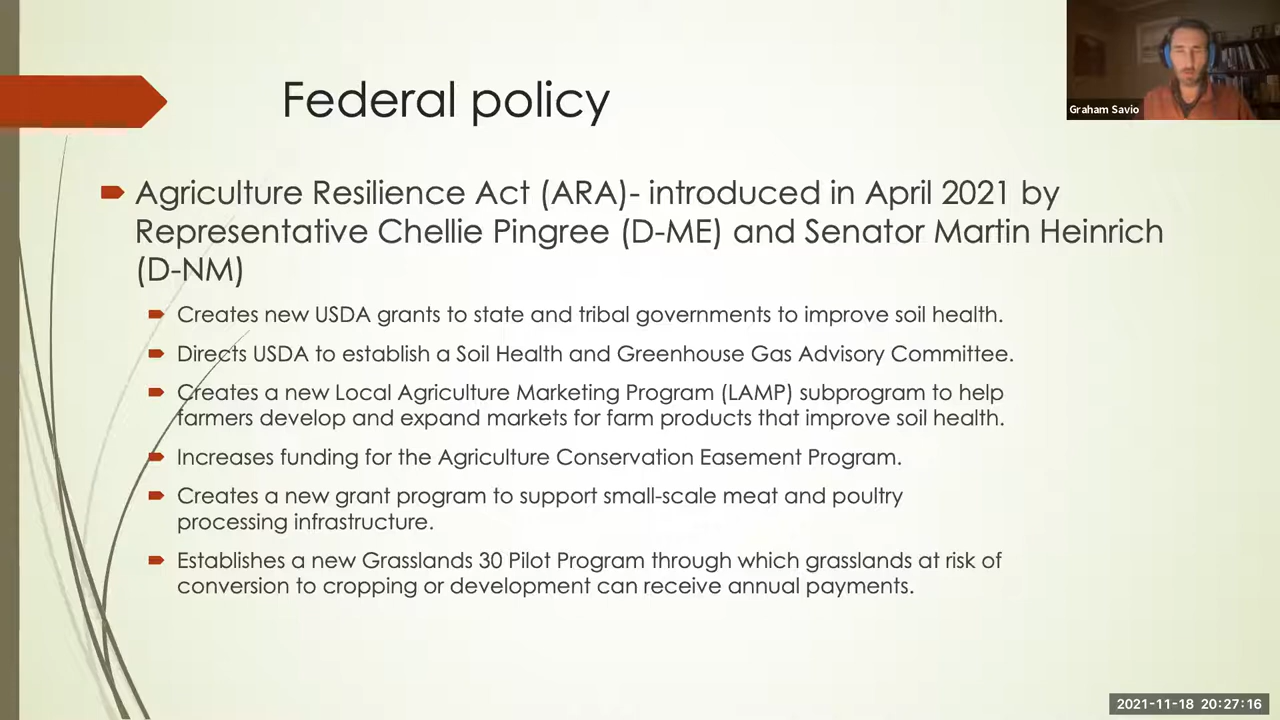 Federal policy
Graham Savio
Agriculture Resilience Act (ARA)- introduced in April 2021 by
Representative Chellie Pingree (D-ME) and Senator Martin Heinrich
(D-NM)
Creates new USDA grants to state and tribal governments to improve soil health.
Directs USDA to establish a Soil Health and Greenhouse Gas Advisory Committee.
Creates a new Local Agriculture Marketing Program (LAMP) subprogram to help
farmers develop and expand markets for farm products that improve soil health.
Increases funding for the Agriculture Conservation Easement Program.
Creates a new grant program to support small-scale meat and poultry
processing infrastructure.
Establishes a new Grasslands 30 Pilot Program through which grasslands at risk of
conversion to cropping or development can receive annual payments.
2021-11-18 20:27:16